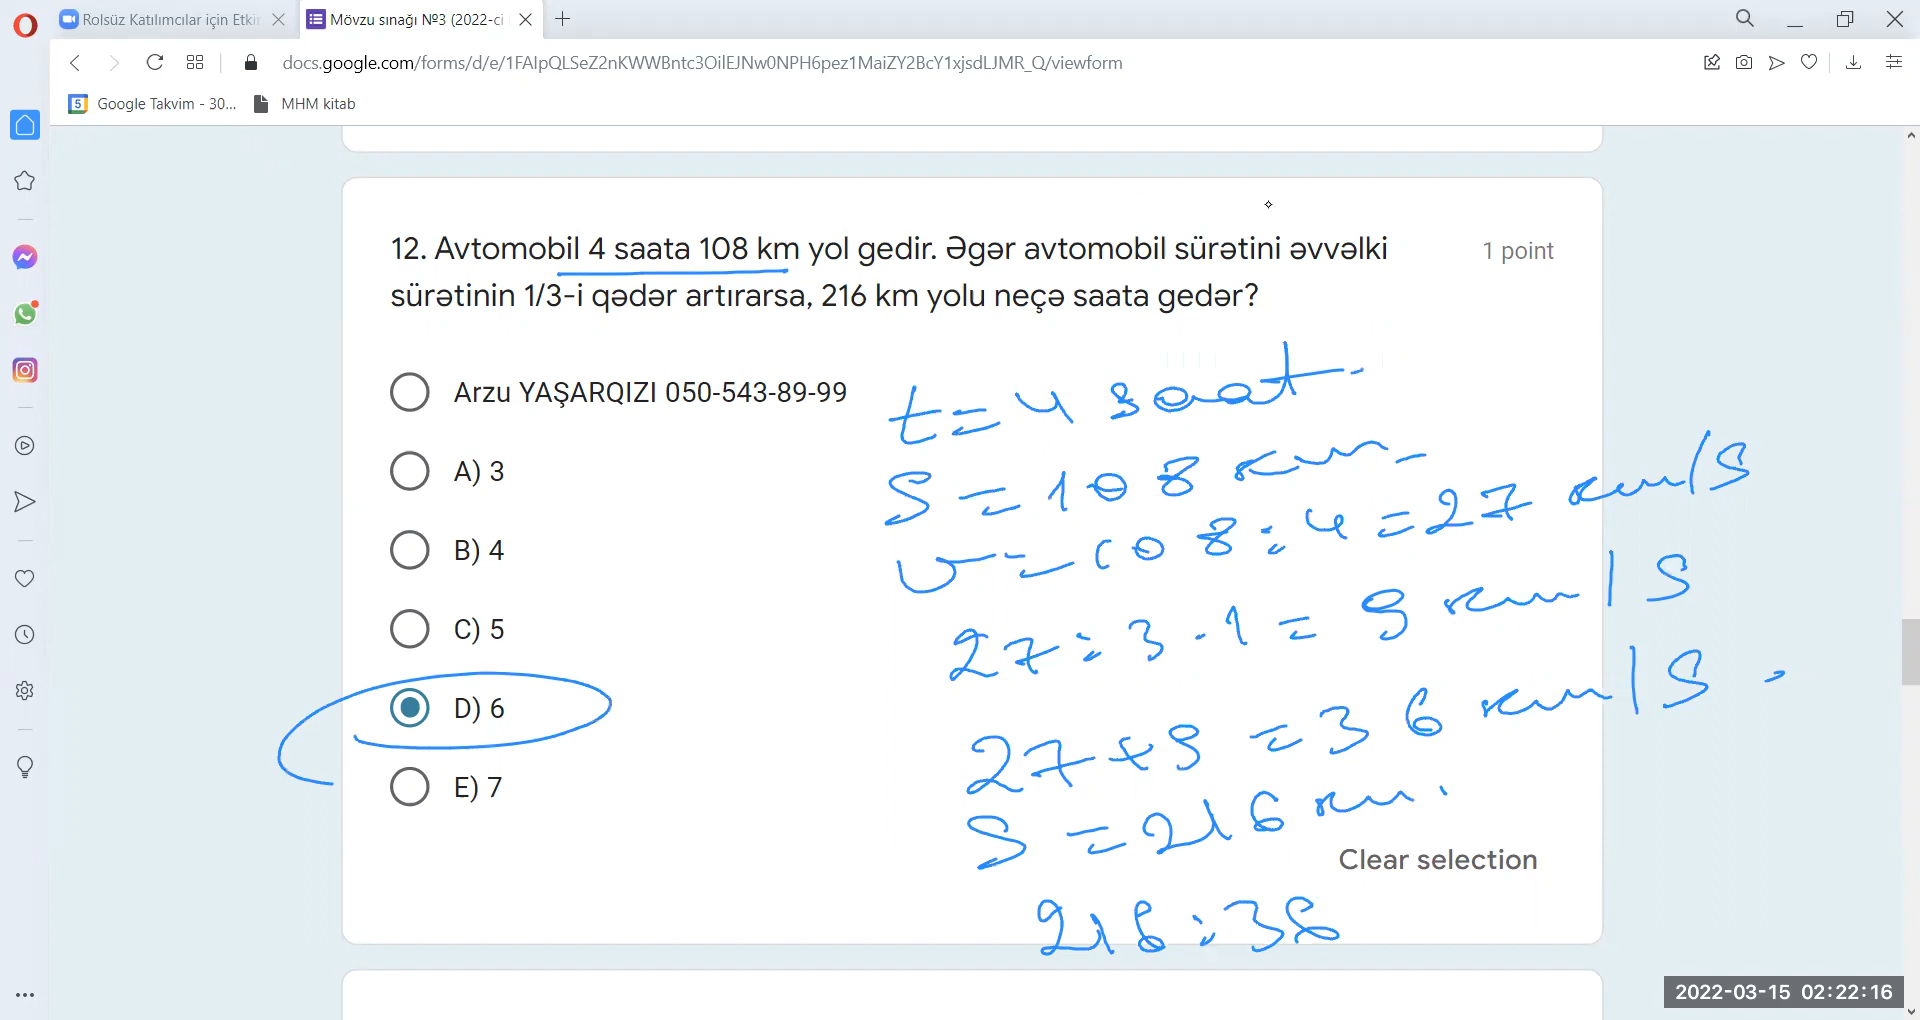 Rolsüz Katılımcılar için Etki
Mövzu sınağı №3 (2022-ci
docs.google.com/forms/d/e/1FAIpQLSeZ2nKWWBntc3OilEJNw0NPH6pez1MaiZY2BcY1xjsdLJMR_Q/viewform
5 Google Takvim - 30... MHM kitab
12. Avtomobil 4 saata 108 km yol gedir. Əgər avtomobil sürətini əvvəlki
1 point
sürətinin 1/3-i qədər artırarsa, 216 km yolu neçə saata gedər?
Arzu YAŞARQIZI 050-543-89-99
A) 3
B) 4
C) 5
D) 6
E) 7
t = 4 saat.
S = 108 km
v = 108 : 4 = 27 km/S
27 : 3 · 1 = 9 km/S
27 + 9 = 36 km/S
S = 216 km.
216 : 36
Clear selection
2022-03-15 02:22:16